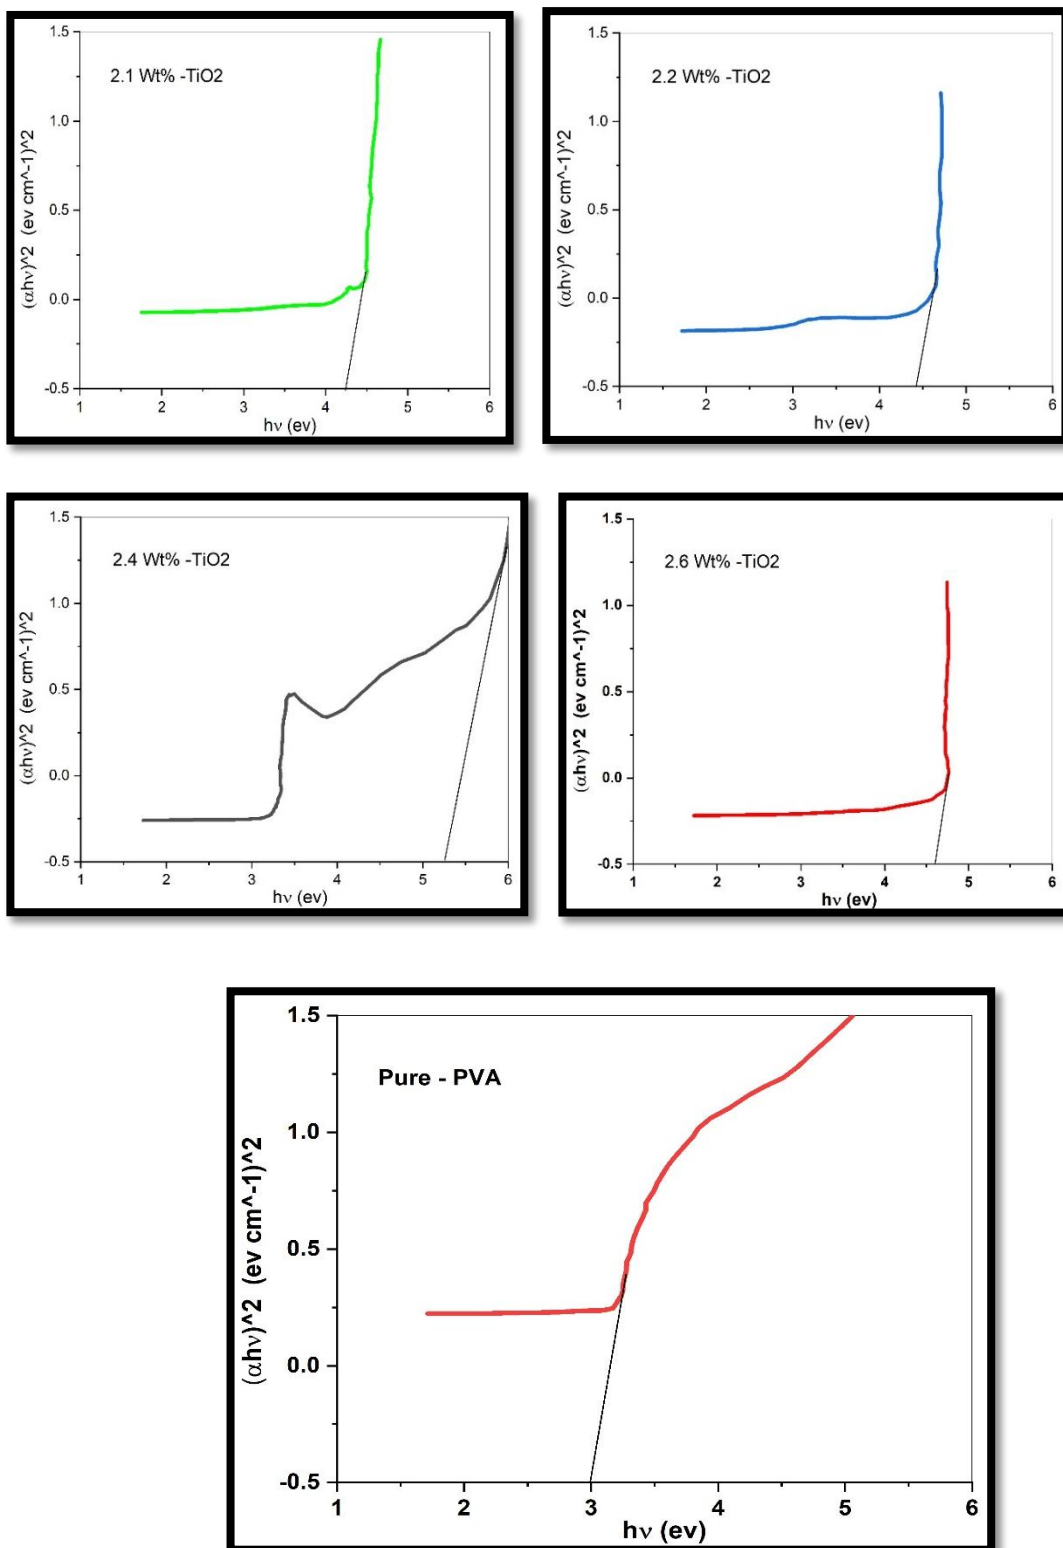 2.1 Wt% -TiO2
(αhν)^2 (ev cm^-1)^2
1.5
1.0
0.5
0.0
-0.5
1 2 3 4 5 6
hν (ev)
2.2 Wt% -TiO2
(αhν)^2 (ev cm^-1)^2
1.5
1.0
0.5
0.0
-0.5
1 2 3 4 5 6
hν (ev)
2.4 Wt% -TiO2
(αhν)^2 (ev cm^-1)^2
1.5
1.0
0.5
0.0
-0.5
1 2 3 4 5 6
hν (ev)
2.6 Wt% -TiO2
(αhν)^2 (ev cm^-1)^2
1.5
1.0
0.5
0.0
-0.5
1 2 3 4 5 6
hν (ev)
Pure - PVA
(αhν)^2 (ev cm^-1)^2
1.5
1.0
0.5
0.0
-0.5
1 2 3 4 5 6
hν (ev)